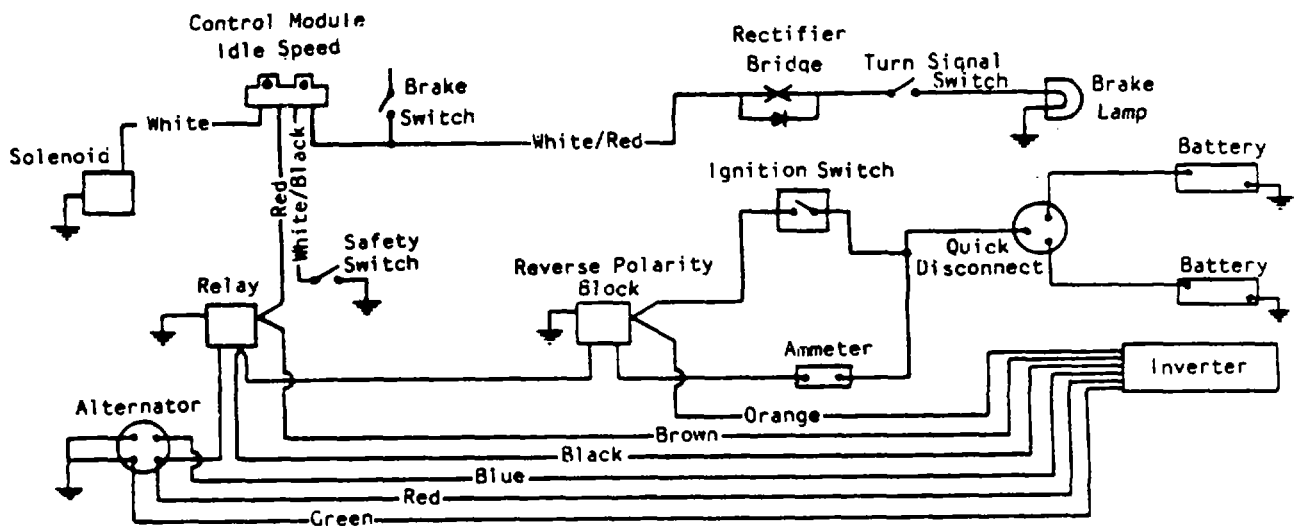 Control Module
Idle Speed
Rectifier
Bridge
Turn Signal
Switch
Brake
Lamp
Brake
Switch
White
White/Red
Solenoid
Red
White/Black
Battery
Ignition Switch
Quick
Disconnect
Safety
Switch
Battery
Relay
Reverse Polarity
Block
Ammeter
Inverter
Alternator
Orange
Brown
Black
Blue
Red
Green